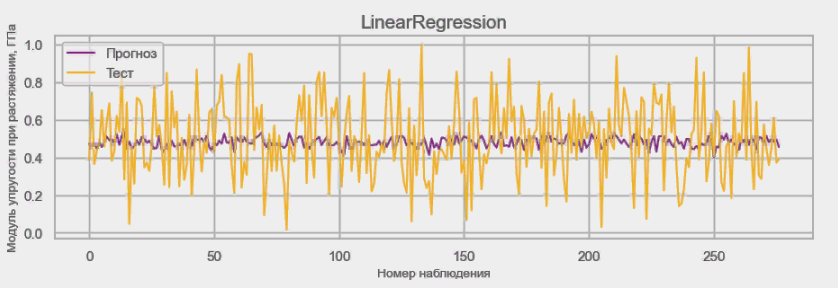 LinearRegression
Модуль упругости при растяжении, ГПа
1.0
0.8
0.6
0.4
0.2
0.0
Прогноз
Тест
0 50 100 150 200 250
Номер наблюдения